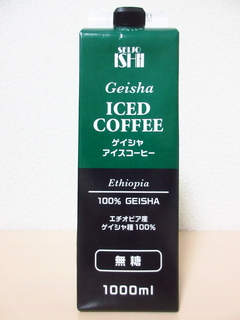 SEIJO
ISHII
Geisha
ICED
COFFEE
ゲイシャ
アイスコーヒー
Ethiopia
100% GEISHA
エチオピア産
ゲイシャ種100%
無糖
1000ml